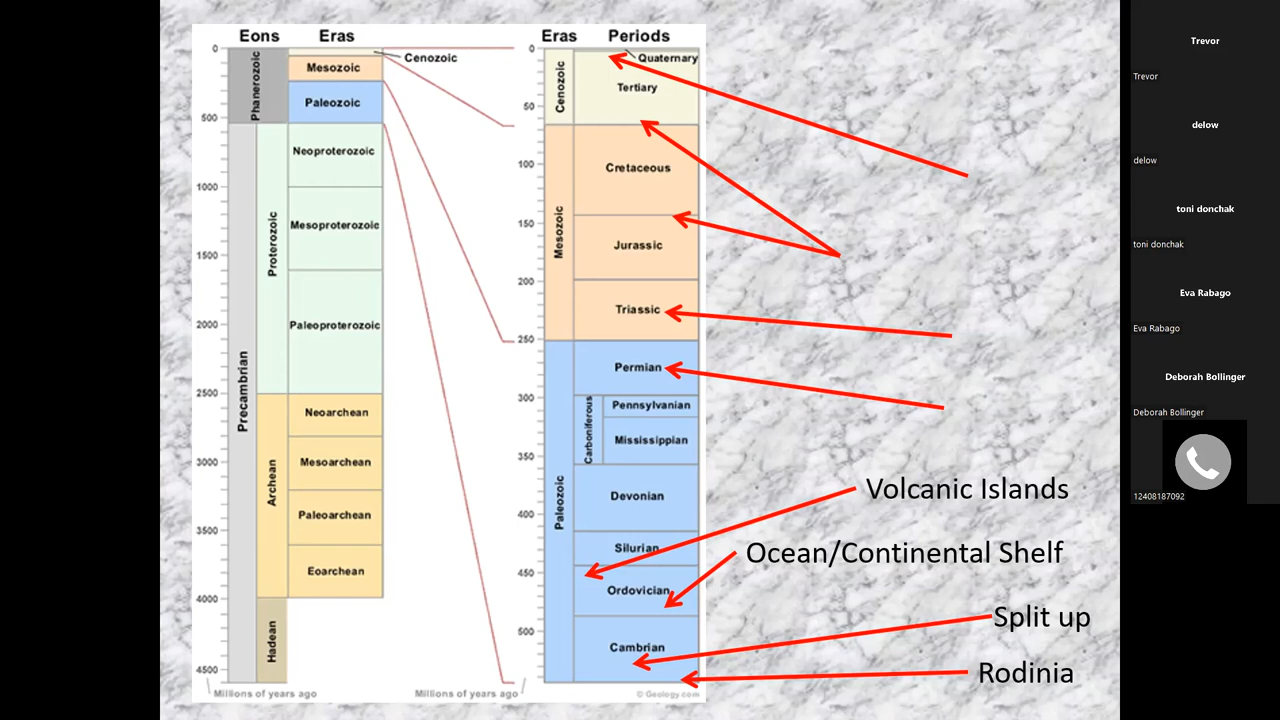 Eons Eras
0
500
1000
1500
2000
2500
3000
3500
4000
4500
Phanerozoic
Precambrian
Proterozoic
Archean
Hadean
Cenozoic
Mesozoic
Paleozoic
Neoproterozoic
Mesoproterozoic
Paleoproterozoic
Neoarchean
Mesoarchean
Paleoarchean
Eoarchean
Millions of years ago
Eras Periods
0
50
100
150
200
250
300
350
400
450
500
Cenozoic
Mesozoic
Paleozoic
Quaternary
Tertiary
Cretaceous
Jurassic
Triassic
Permian
Carboniferous
Pennsylvanian
Mississippian
Devonian
Silurian
Ordovician
Cambrian
Millions of years ago
© Geology.com
Volcanic Islands
Ocean/Continental Shelf
Split up
Rodinia
Trevor
Trevor
delow
delow
toni donchak
toni donchak
Eva Rabago
Eva Rabago
Deborah Bollinger
Deborah Bollinger
12408187092